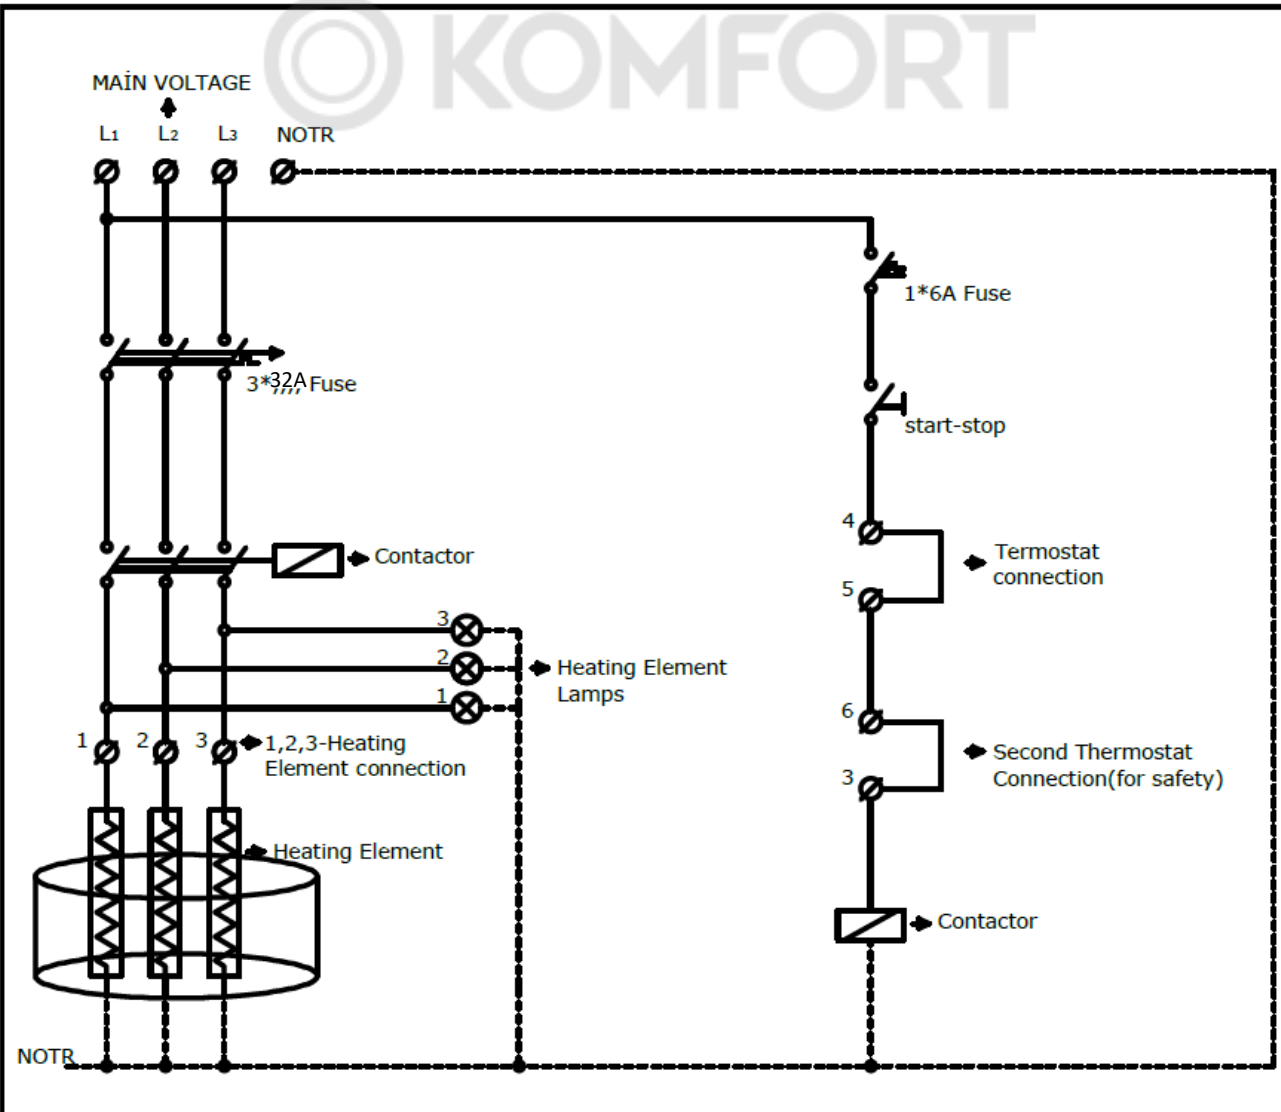 KOMFORT
MAİN VOLTAGE
L1 L2 L3 NOTR
1*6A Fuse
3*32A Fuse
start-stop
4
Termostat
connection
5
Contactor
3
2
1
Heating Element
Lamps
1 2 3
1,2,3-Heating
Element connection
6
Second Thermostat
Connection(for safety)
3
Heating Element
Contactor
NOTR